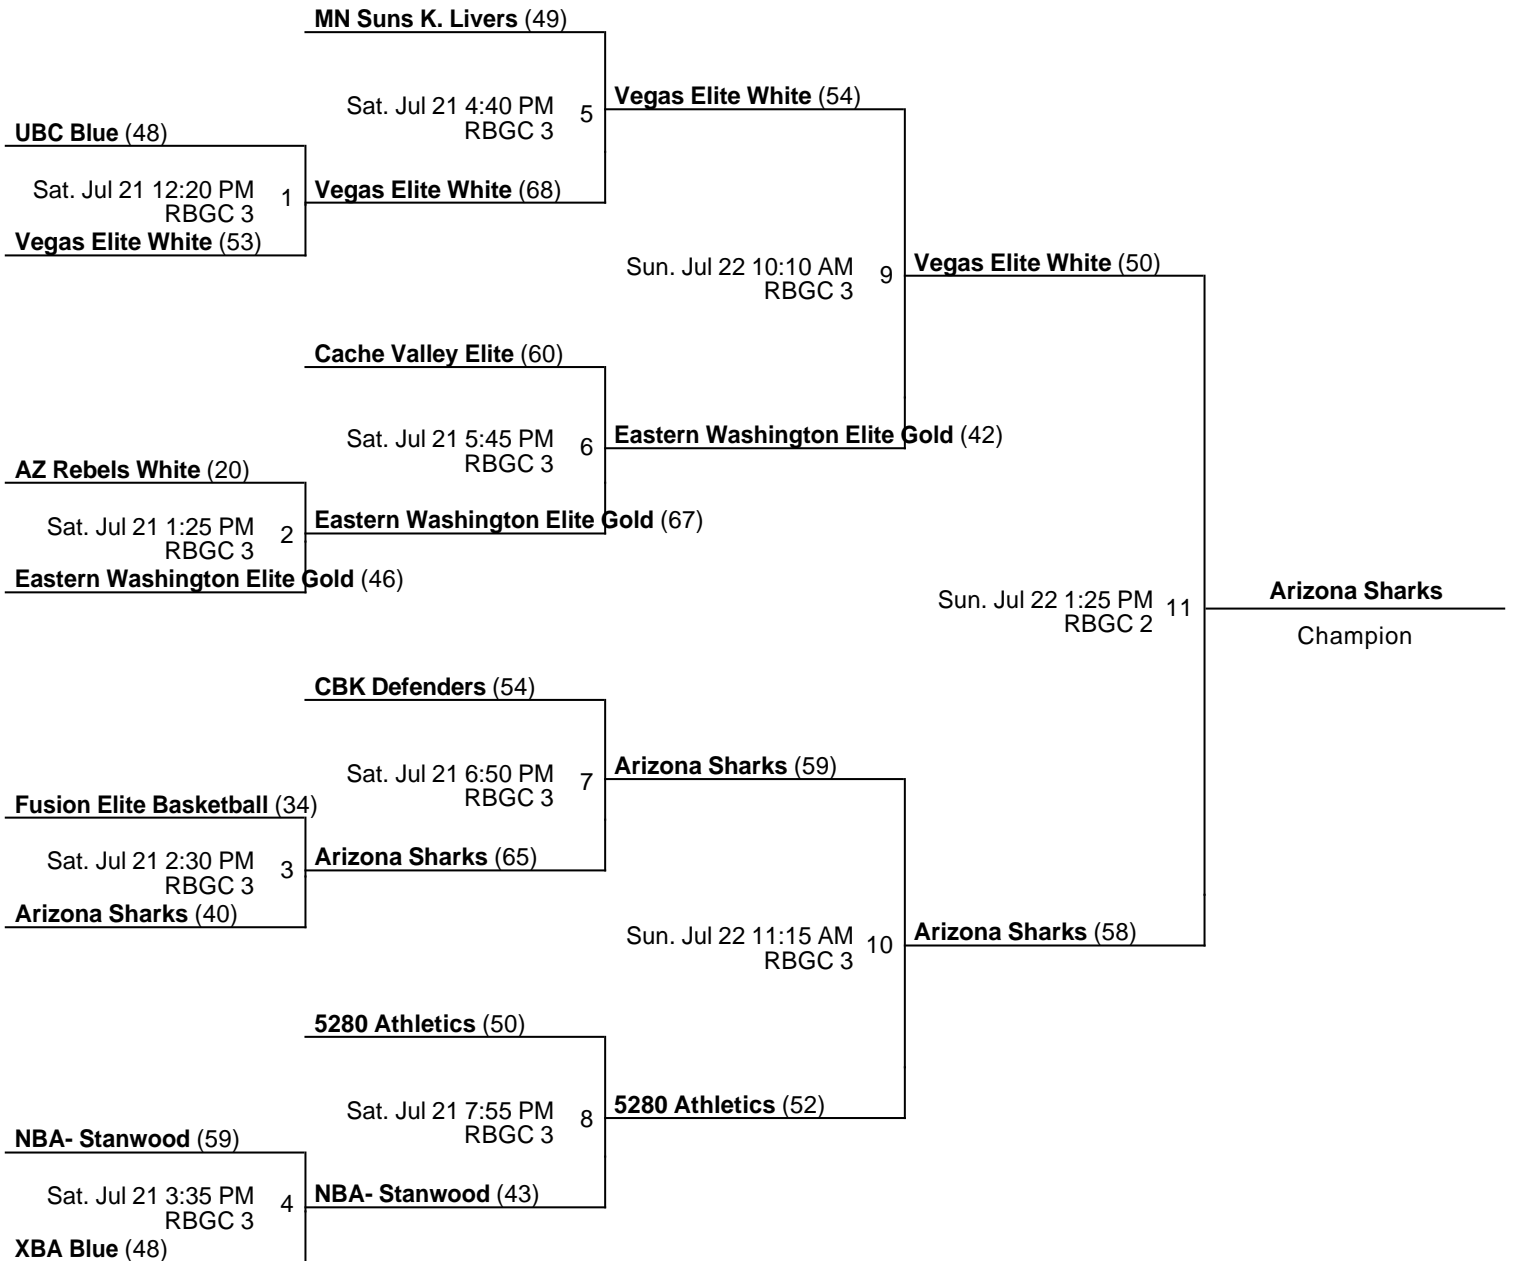 MN Suns K. Livers (49)
Sat. Jul 21 4:40 PM 5
RBGC 3
Vegas Elite White (54)
UBC Blue (48)
Sat. Jul 21 12:20 PM 1
RBGC 3
Vegas Elite White (68)
Vegas Elite White (53)
Sun. Jul 22 10:10 AM 9
RBGC 3
Vegas Elite White (50)
Cache Valley Elite (60)
Sat. Jul 21 5:45 PM 6
RBGC 3
Eastern Washington Elite Gold (42)
AZ Rebels White (20)
Sat. Jul 21 1:25 PM 2
RBGC 3
Eastern Washington Elite Gold (67)
Eastern Washington Elite Gold (46)
Sun. Jul 22 1:25 PM 11
RBGC 2
Arizona Sharks
Champion
CBK Defenders (54)
Sat. Jul 21 6:50 PM 7
RBGC 3
Arizona Sharks (59)
Fusion Elite Basketball (34)
Sat. Jul 21 2:30 PM 3
RBGC 3
Arizona Sharks (65)
Arizona Sharks (40)
Sun. Jul 22 11:15 AM 10
RBGC 3
Arizona Sharks (58)
5280 Athletics (50)
Sat. Jul 21 7:55 PM 8
RBGC 3
5280 Athletics (52)
NBA- Stanwood (59)
Sat. Jul 21 3:35 PM 4
RBGC 3
NBA- Stanwood (43)
XBA Blue (48)